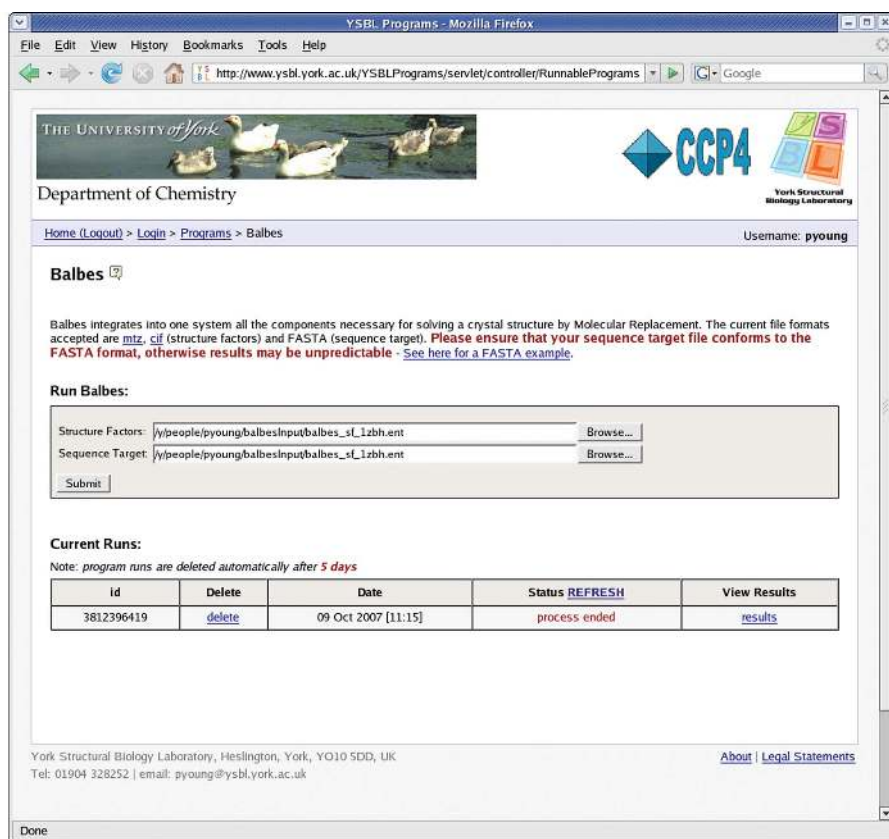 YSBL Programs - Mozilla Firefox
File Edit View History Bookmarks Tools Help
http://www.ysbl.york.ac.uk/YSBLPrograms/servlet/controller/RunnablePrograms
G Google
THE UNIVERSITY of York
CCP4
YSBL
Department of Chemistry
York Structural
Biology Laboratory
Home (Logout) > Login > Programs > Balbes
Username: pyoung
Balbes ?
Balbes integrates into one system all the components necessary for solving a crystal structure by Molecular Replacement. The current file formats
accepted are mtz, cif (structure factors) and FASTA (sequence target). Please ensure that your sequence target file conforms to the
FASTA format, otherwise results may be unpredictable - See here for a FASTA example.
Run Balbes:
Structure Factors: /y/people/pyoung/balbesInput/balbes_sf_1zbh.ent Browse...
Sequence Target: /y/people/pyoung/balbesInput/balbes_sf_1zbh.ent Browse...
Submit
Current Runs:
Note: program runs are deleted automatically after 5 days
id Delete Date Status REFRESH View Results
3812396419 delete 09 Oct 2007 [11:15] process ended results
York Structural Biology Laboratory, Heslington, York, YO10 5DD, UK
About | Legal Statements
Tel: 01904 328252 | email: pyoung@ysbl.york.ac.uk
Done